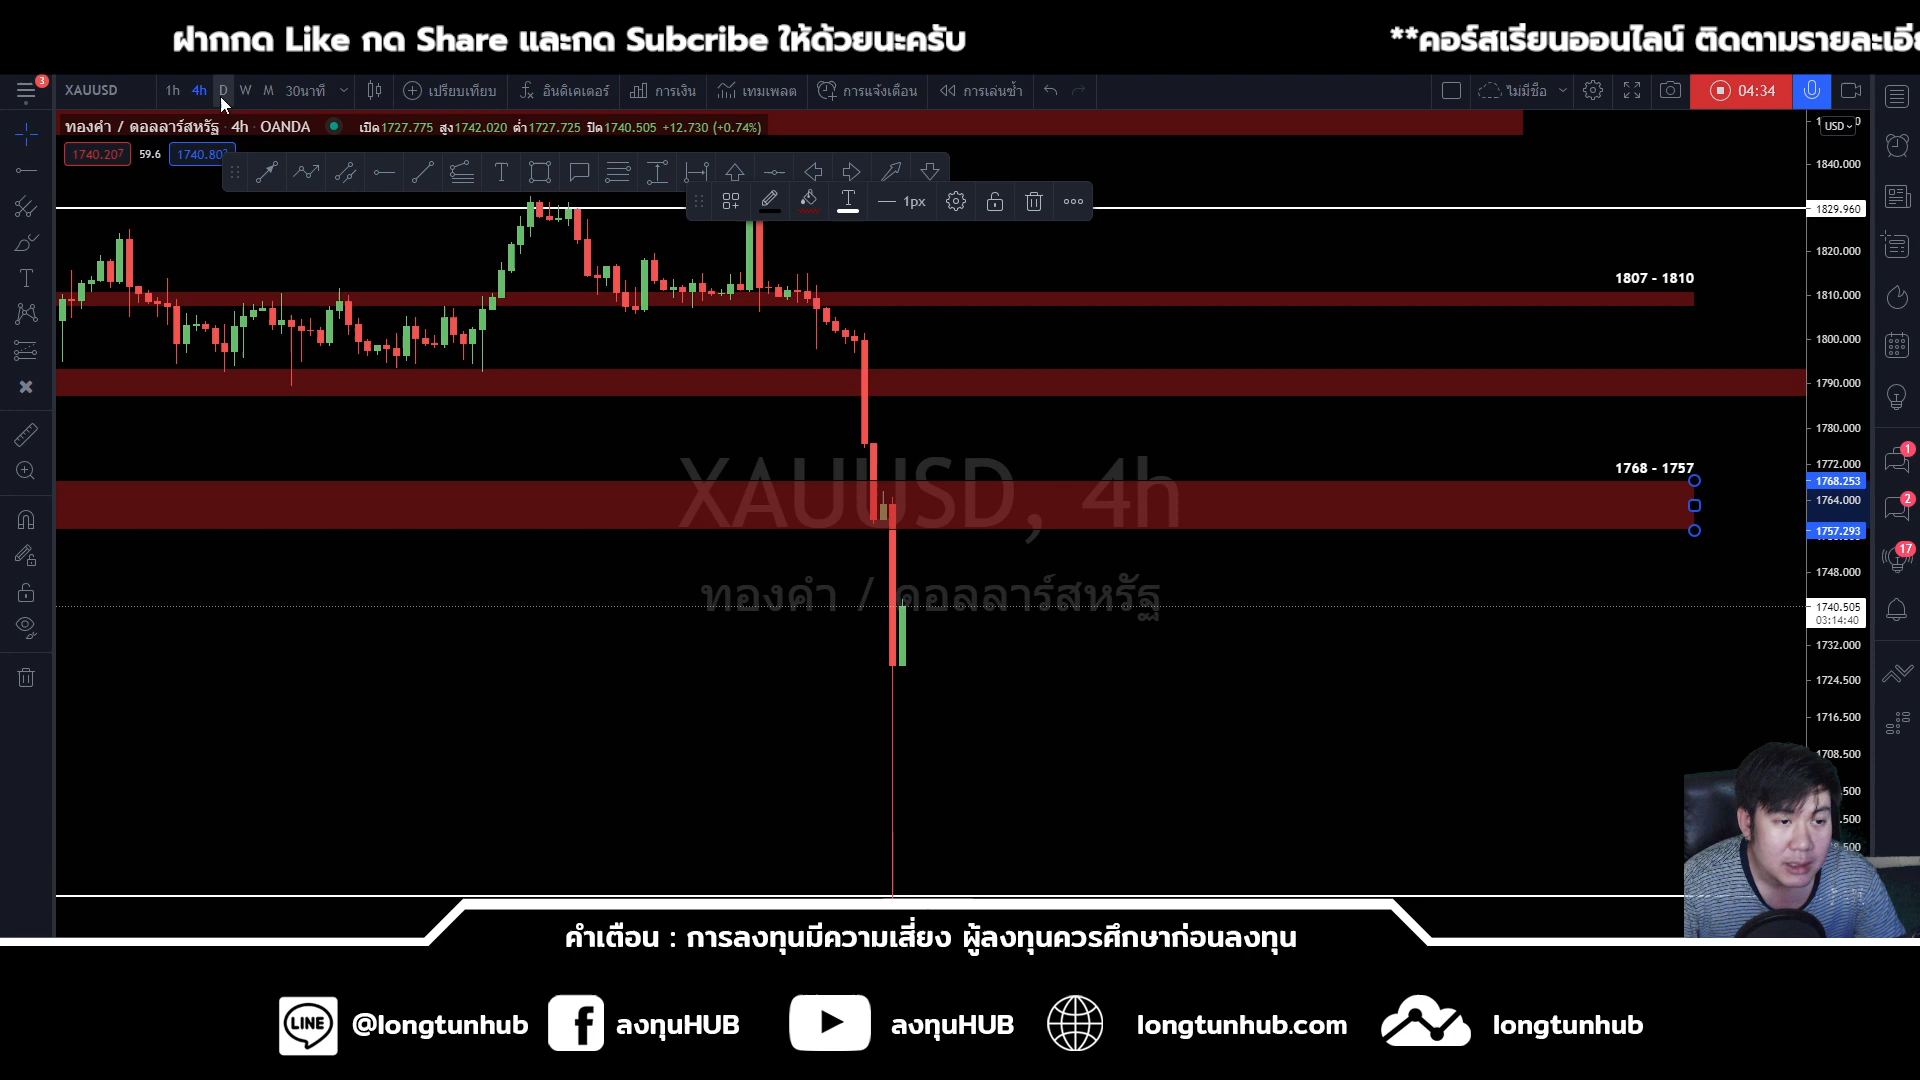 ฝากกด Like กด Share และกด Subcribe ให้ด้วยนะครับ
**คอร์สเรียนออนไลน์ ติดตามรายละเอีย
3
XAUUSD
1h 4h D W M 30นาที
เปรียบเทียบ
อินดิเคเตอร์
การเงิน
เทมเพลต
การแจ้งเตือน
การเล่นซ้ำ
ไม่มีชื่อ
04:34
ทองคำ / ดอลลาร์สหรัฐ · 4h · OANDA
เปิด1727.775 สูง1742.020 ต่ำ1727.725 ปิด1740.505 +12.730 (+0.74%)
USD
1740.207
59.6
1740.80
1px
1840.000
1829.960
1820.000
1807 - 1810
1810.000
1800.000
1790.000
1780.000
1768 - 1757
1772.000
1768.253
1764.000
1757.293
1748.000
1740.505
03:14:40
1732.000
1724.500
1716.500
1708.500
1
2
17
XAUUSD, 4h
ทองคำ / ดอลลาร์สหรัฐ
คำเตือน : การลงทุนมีความเสี่ยง ผู้ลงทุนควรศึกษาก่อนลงทุน
LINE @longtunhub
ลงทุนHUB
ลงทุนHUB
longtunhub.com
longtunhub